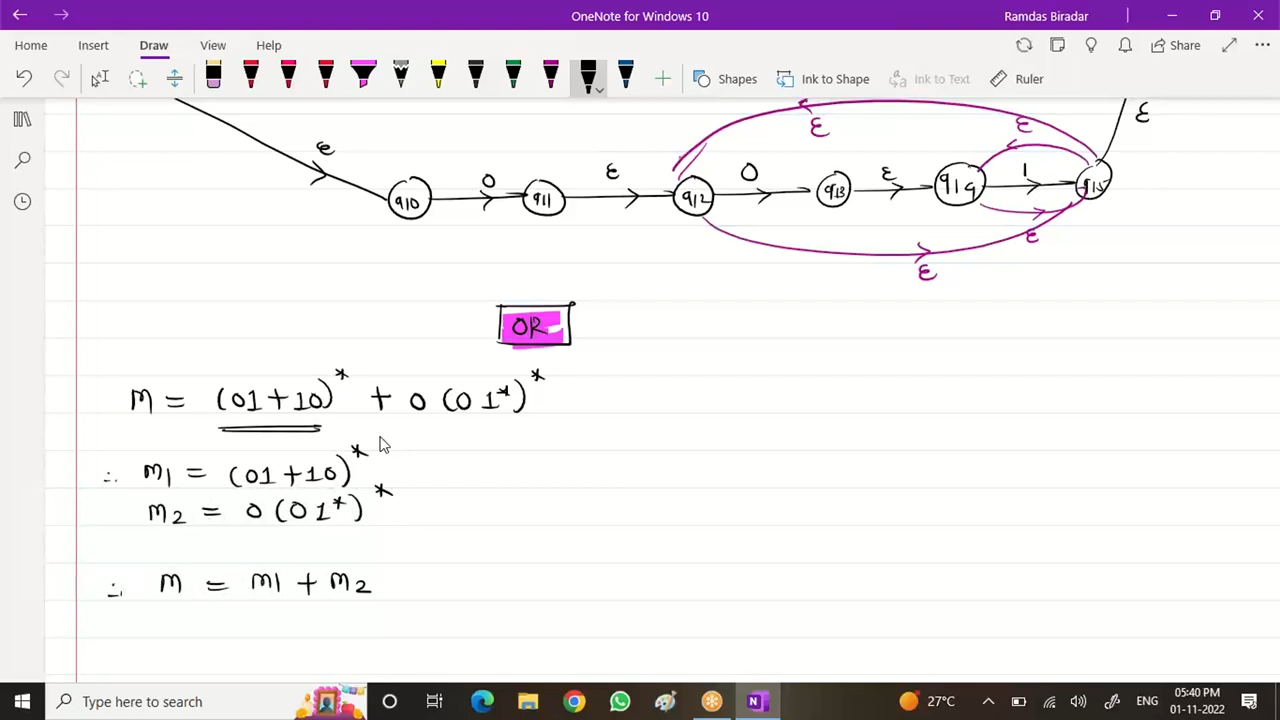 OneNote for Windows 10
Ramdas Biradar
Home Insert Draw View Help
Share
Shapes Ink to Shape Ink to Text Ruler
ε
ε
ε
ε
q10 0 q11 ε q12 0 q13 ε q14 1 q15
ε
ε
OR
M = (01+10)* + 0(01*)*
∴ m1 = (01+10)*
m2 = 0(01*)*
∴ M = m1 + m2
Type here to search
27°C
ENG
05:40 PM
01-11-2022